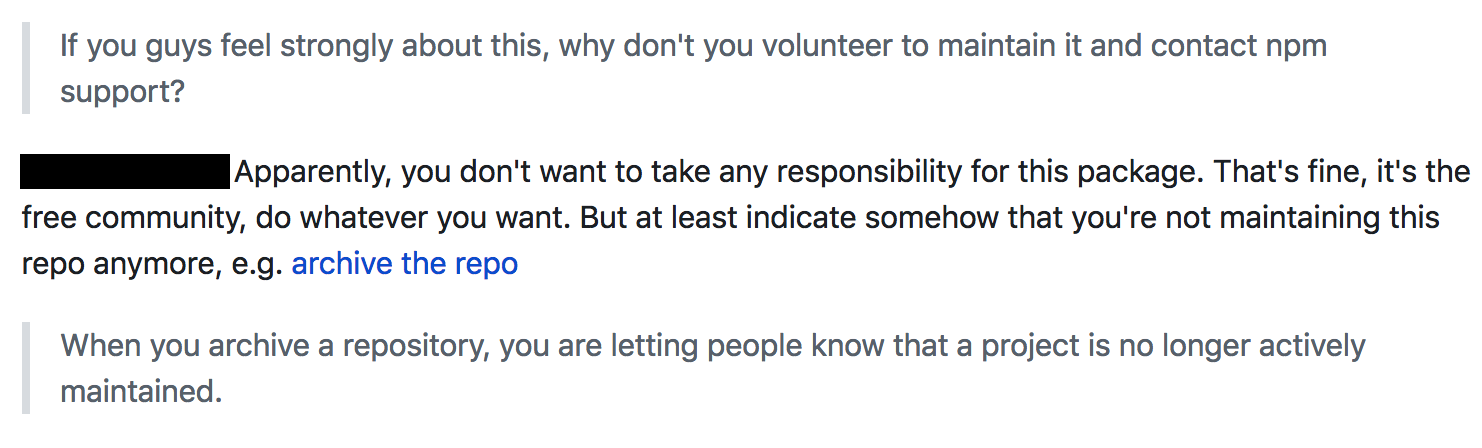 If you guys feel strongly about this, why don't you volunteer to maintain it and contact npm
support?
Apparently, you don't want to take any responsibility for this package. That's fine, it's the
free community, do whatever you want. But at least indicate somehow that you're not maintaining this
repo anymore, e.g. archive the repo
When you archive a repository, you are letting people know that a project is no longer actively
maintained.